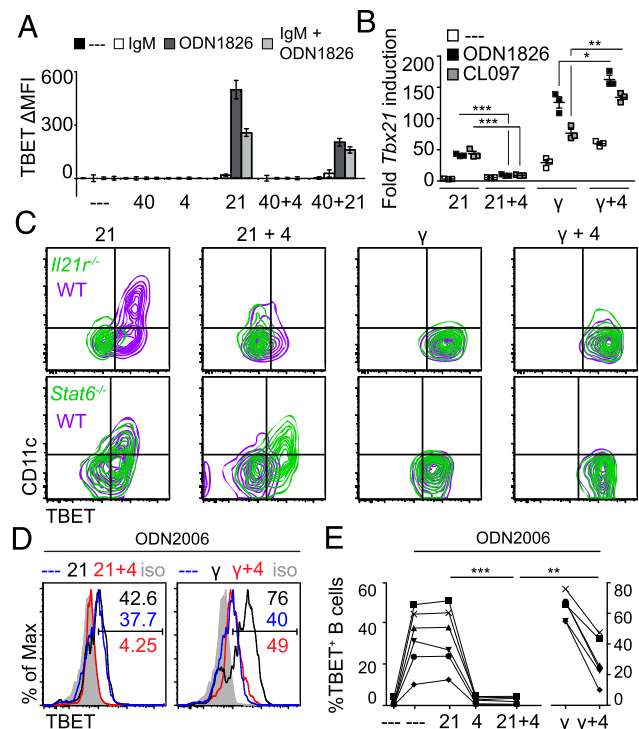 A
B
--- IgM ODN1826 IgM + ODN1826
TBET ΔMFI
600
300
0
--- 40 4 21 40+4 40+21
---
ODN1826
CL097
Fold Tbx21 induction
200
150
100
50
0
*** *** * **
21 21+4 γ γ+4
C
21 21 + 4 γ γ + 4
Il21r-/-
WT
Stat6-/-
WT
CD11c
TBET
D
ODN2006
--- 21 21+4 iso
42.6
37.7
4.25
--- γ γ+4 iso
76
40
49
% of Max
TBET
E
ODN2006
*** **
%TBET+ B cells
60
40
20
0
80
60
40
20
0
--- --- 21 4 21+4 γ γ+4